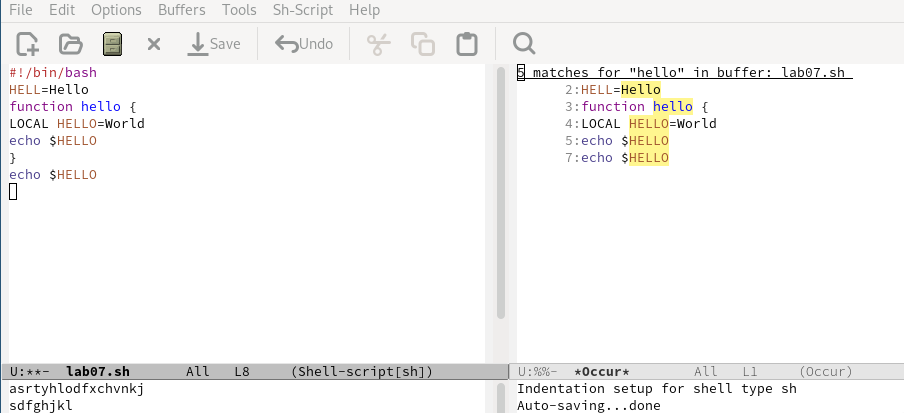 File Edit Options Buffers Tools Sh-Script Help
Save Undo
#!/bin/bash
HELL=Hello
function hello {
LOCAL HELLO=World
echo $HELLO
}
echo $HELLO
U:**- lab07.sh All L8 (Shell-script[sh])
asrtyhlodfxchvnkj
sdfghjkl
5 matches for "hello" in buffer: lab07.sh
2:HELL=Hello
3:function hello {
4:LOCAL HELLO=World
5:echo $HELLO
7:echo $HELLO
U:%%- *Occur* All L1 (Occur)
Indentation setup for shell type sh
Auto-saving...done